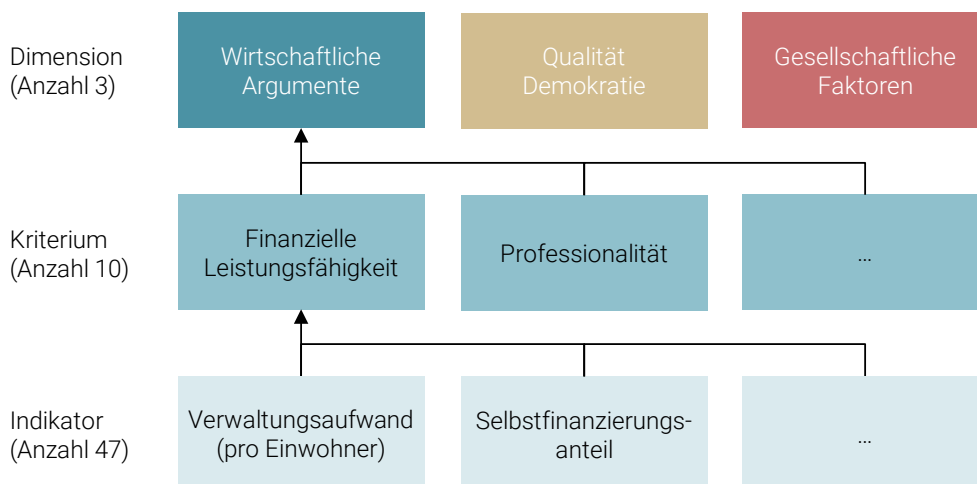 Dimension
(Anzahl 3)
Wirtschaftliche
Argumente
Qualität
Demokratie
Gesellschaftliche
Faktoren
Kriterium
(Anzahl 10)
Finanzielle
Leistungsfähigkeit
Professionalität
...
Indikator
(Anzahl 47)
Verwaltungsaufwand
(pro Einwohner)
Selbstfinanzierungs-
anteil
...